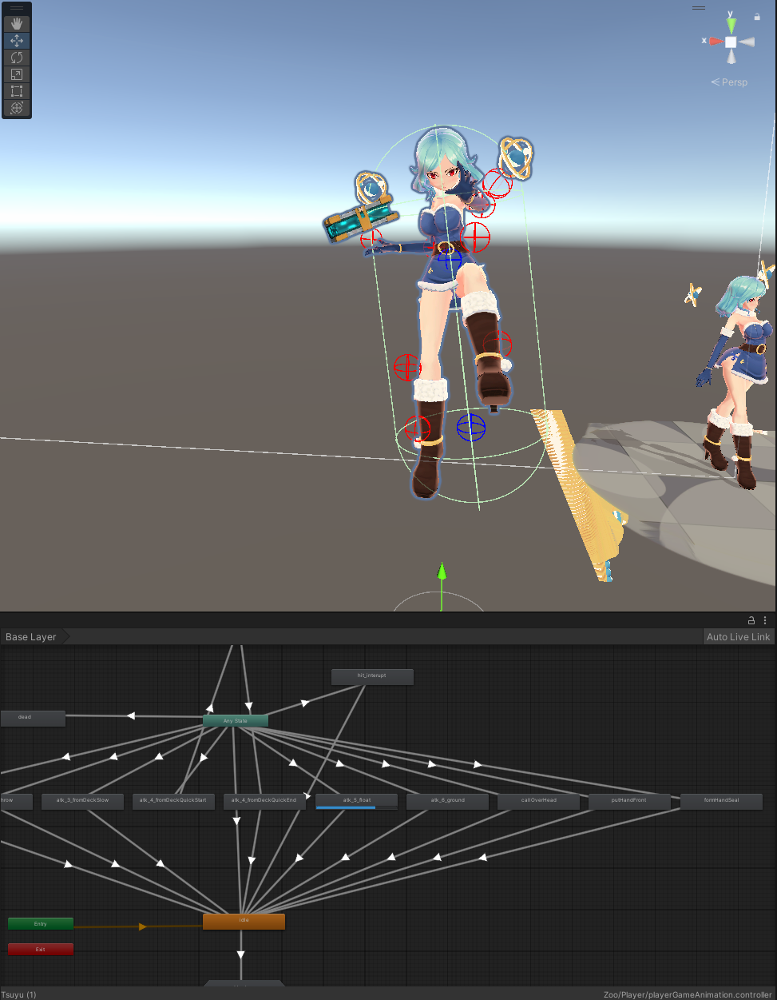 y
x
Persp
Base Layer
Auto Live Link
hit_interupt
dead
Any State
hrow
atk_3_fromDeckSlow
atk_4_fromDeckQuickStart
atk_4_fromDeckQuickEnd
atk_5_float
atk_6_ground
callOverHead
putHandFront
formHandSeal
Idle
Entry
Exit
Tsuyu (1)
Zoo/Player/playerGameAnimation.controller